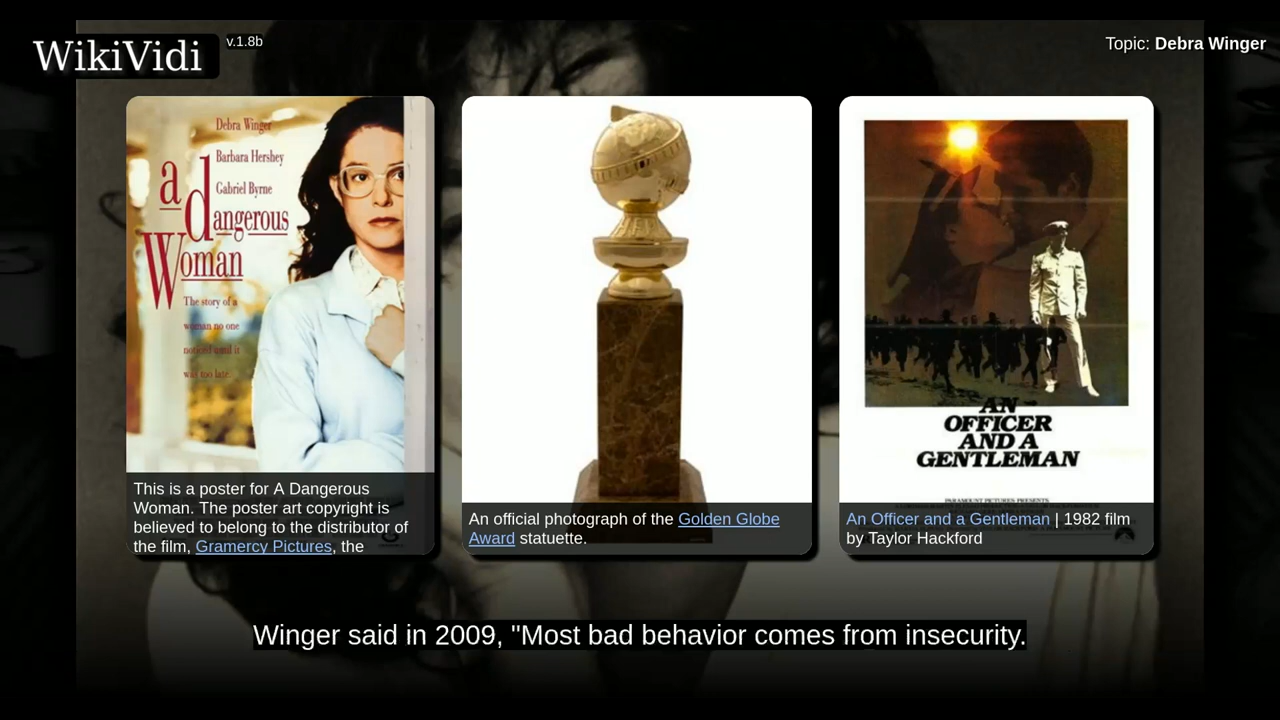 WikiVidi
v.1.8b
Topic: Debra Winger
Debra Winger
Barbara Hershey
Gabriel Byrne
a
dangerous
Woman
The story of a
woman no one
noticed until it
was too late
This is a poster for A Dangerous
Woman. The poster art copyright is
believed to belong to the distributor of
the film, Gramercy Pictures, the
An official photograph of the Golden Globe
Award statuette.
AN
OFFICER
AND A
GENTLEMAN
PARAMOUNT PICTURES PRESENTS
An Officer and a Gentleman | 1982 film
by Taylor Hackford
Winger said in 2009, "Most bad behavior comes from insecurity.